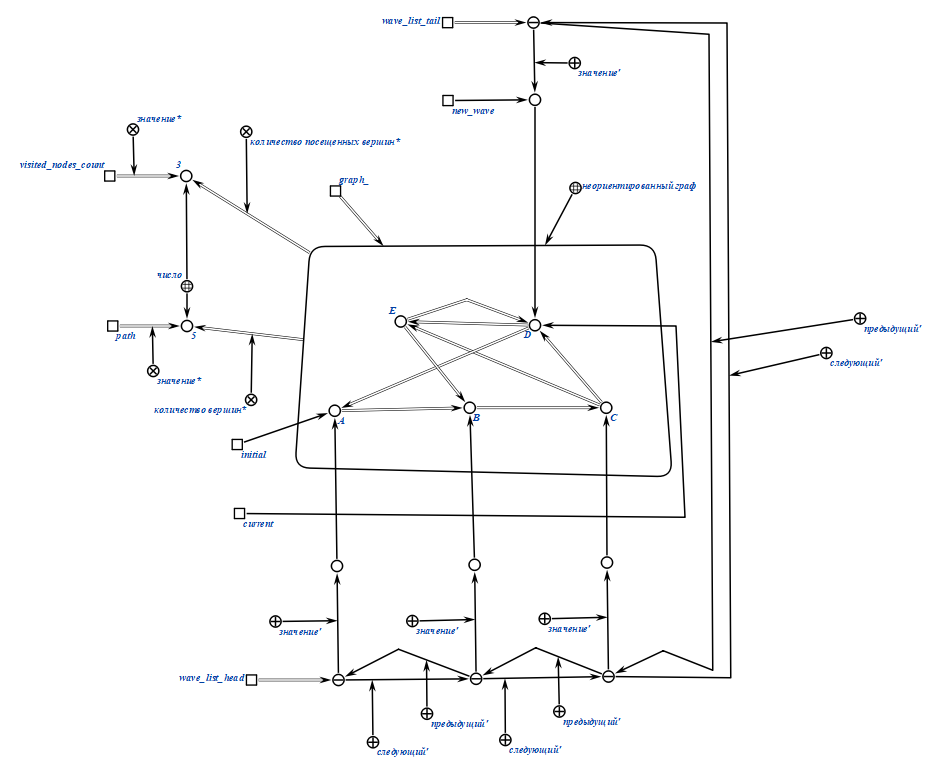 wave_list_tail
значение'
new_wave
значение*
количество посещенных вершин*
visited_nodes_count
3
graph_
неориентированный граф
число
E
D
предыдущий'
path
5
следующий'
значение*
количество вершин*
A
B
C
initial
current
значение'
значение'
значение'
wave_list_head
предыдущий'
предыдущий'
следующий'
следующий'